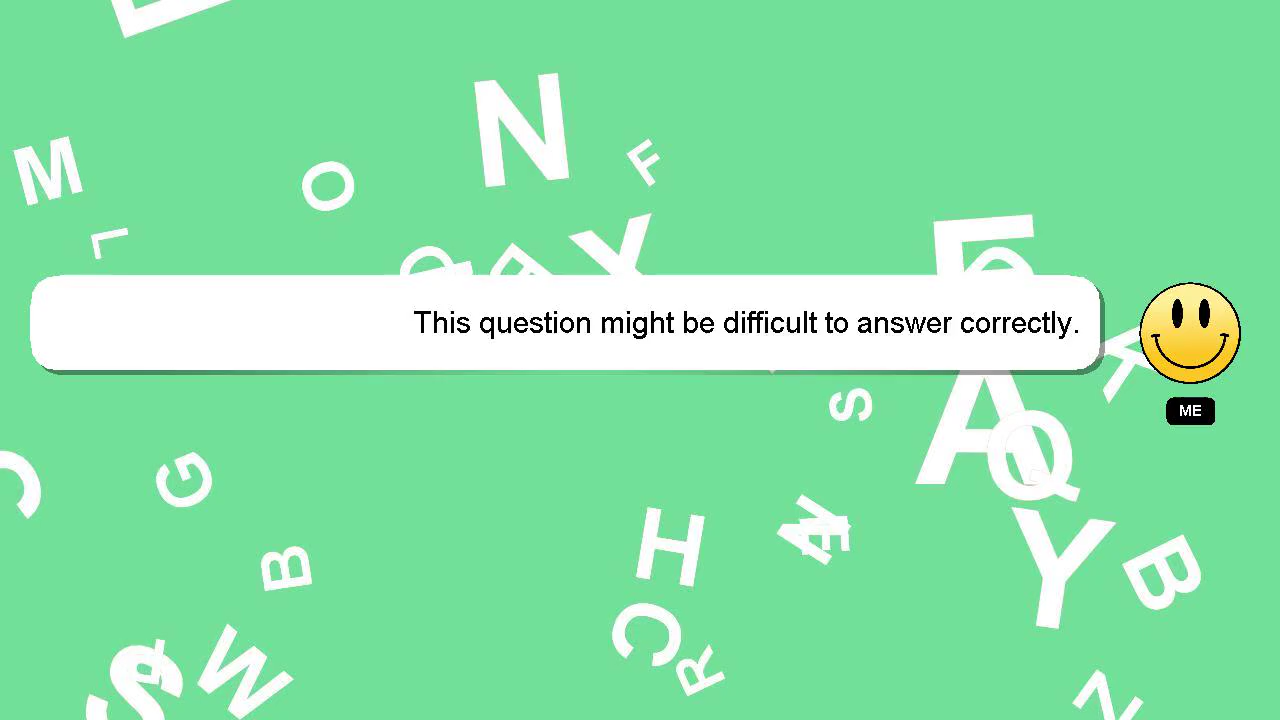 This question might be difficult to answer correctly.
ME
N
M
O
F
L
X
K
S
A
Q
G
H
B
Y
B
C
R
W
S
N